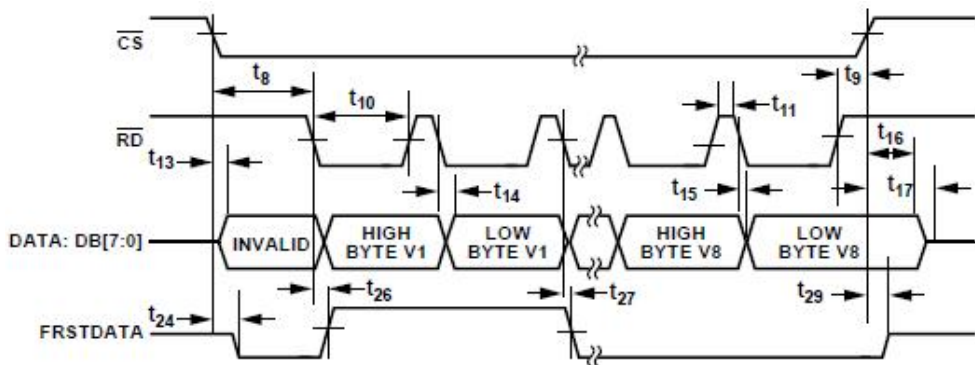 CS
t8
t9
t10
t11
RD
t16
t13
t14
t15
t17
DATA: DB[7:0]
INVALID
HIGH
BYTE V1
LOW
BYTE V1
HIGH
BYTE V8
LOW
BYTE V8
t24
t26
t27
t29
FRSTDATA